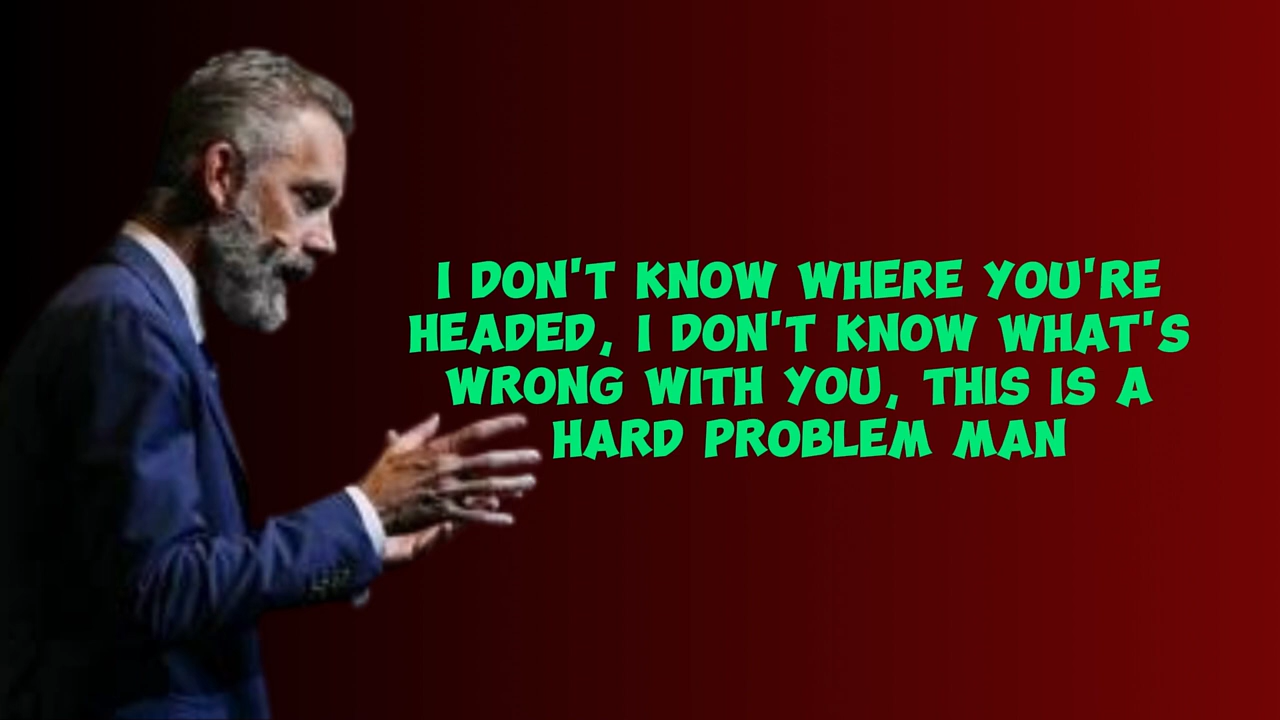 I DON'T KNOW WHERE YOU'RE
HEADED, I DON'T KNOW WHAT'S
WRONG WITH YOU, THIS IS A
HARD PROBLEM MAN